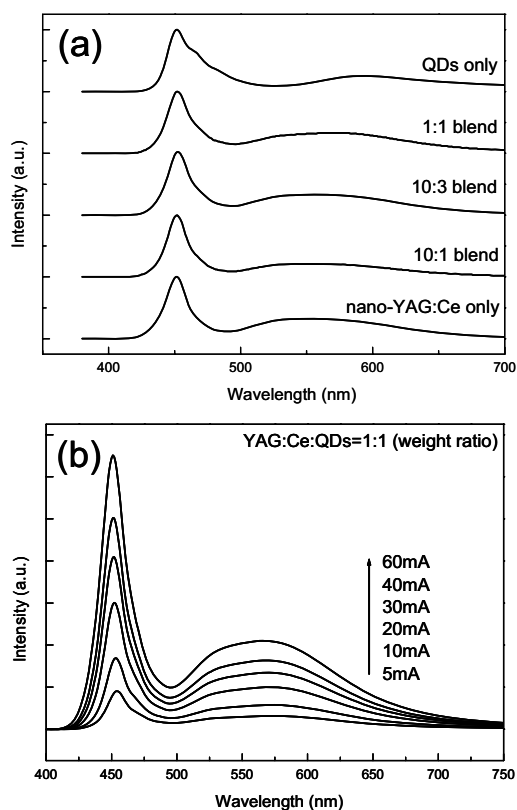 (a)
QDs only
1:1 blend
10:3 blend
10:1 blend
nano-YAG:Ce only
Intensity (a.u.)
400 500 600 700
Wavelength (nm)
(b)
YAG:Ce:QDs=1:1 (weight ratio)
60mA
40mA
30mA
20mA
10mA
5mA
Intensity (a.u.)
400 450 500 550 600 650 700 750
Wavelength (nm)